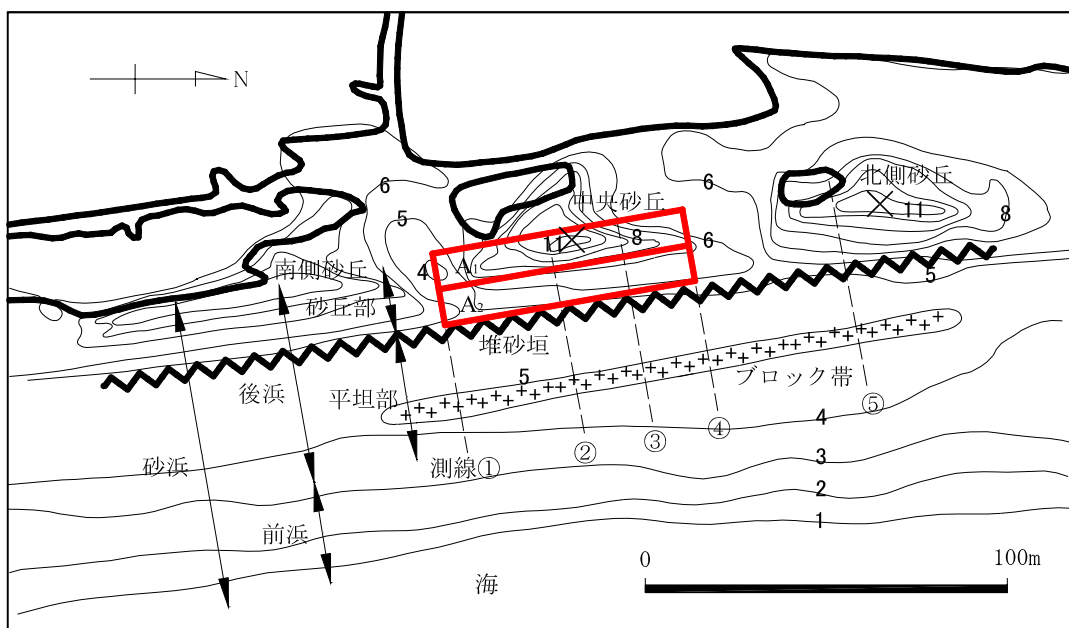 N
北側砂丘
11
8
6
6
中央砂丘
5
11
8
6
4
A₁
南側砂丘
砂丘部
A₂
5
堆砂垣
5
ブロック帯
後浜
平坦部
⑤
4
④
③
②
測線①
3
砂浜
2
1
前浜
0
100m
海